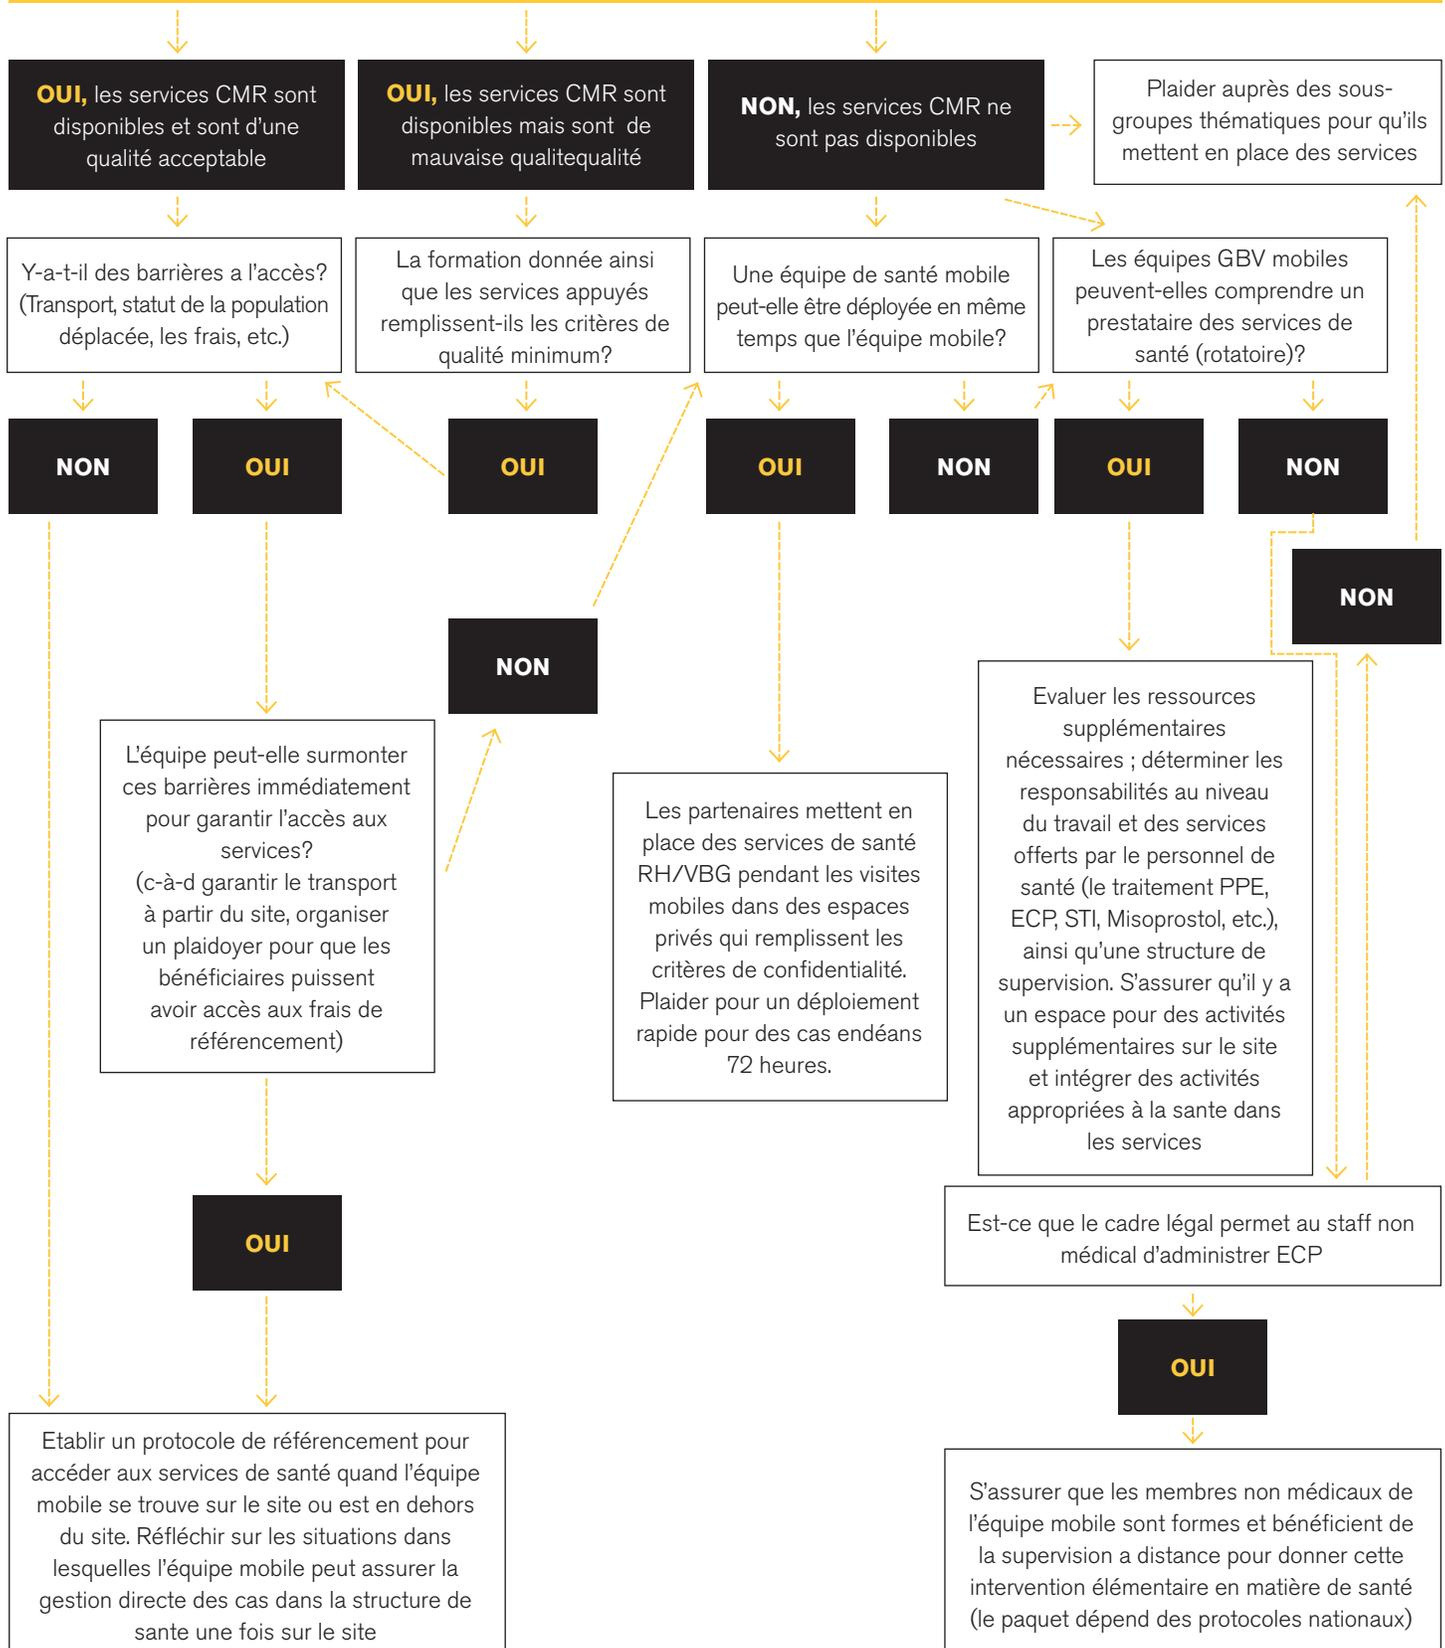 OUI, les services CMR sont
disponibles et sont d'une
qualité acceptable
OUI, les services CMR sont
disponibles mais sont  de
mauvaise qualitequalité
NON, les services CMR ne
sont pas disponibles
Plaider auprès des sous-
groupes thématiques pour qu'ils
mettent en place des services
Y-a-t-il des barrières a l'accès?
(Transport, statut de la population
déplacée, les frais, etc.)
La formation donnée ainsi
que les services appuyés
remplissent-ils les critères de
qualité minimum?
Une équipe de santé mobile
peut-elle être déployée en même
temps que l'équipe mobile?
Les équipes GBV mobiles
peuvent-elles comprendre un
prestataire des services de
santé (rotatoire)?
NON
OUI
OUI
OUI
NON
OUI
NON
NON
NON
L'équipe peut-elle surmonter
ces barrières immédiatement
pour garantir l'accès aux
services?
(c-à-d garantir le transport
à partir du site, organiser
un plaidoyer pour que les
bénéficiaires puissent
avoir accès aux frais de
référencement)
Les partenaires mettent en
place des services de santé
RH/VBG pendant les visites
mobiles dans des espaces
privés qui remplissent les
critères de confidentialité.
Plaider pour un déploiement
rapide pour des cas endéans
72 heures.
Evaluer les ressources
supplémentaires
nécessaires ; déterminer les
responsabilités au niveau
du travail et des services
offerts par le personnel de
santé (le traitement PPE,
ECP, STI, Misoprostol, etc.),
ainsi qu'une structure de
supervision. S'assurer qu'il y a
un espace pour des activités
supplémentaires sur le site
et intégrer des activités
appropriées à la sante dans
les services
OUI
Est-ce que le cadre légal permet au staff non
médical d'administrer ECP
OUI
Etablir un protocole de référencement pour
accéder aux services de santé quand l'équipe
mobile se trouve sur le site ou est en dehors
du site. Réfléchir sur les situations dans
lesquelles l'équipe mobile peut assurer la
gestion directe des cas dans la structure de
sante une fois sur le site
S'assurer que les membres non médicaux de
l'équipe mobile sont formes et bénéficient de
la supervision a distance pour donner cette
intervention élémentaire en matière de santé
(le paquet dépend des protocoles nationaux)